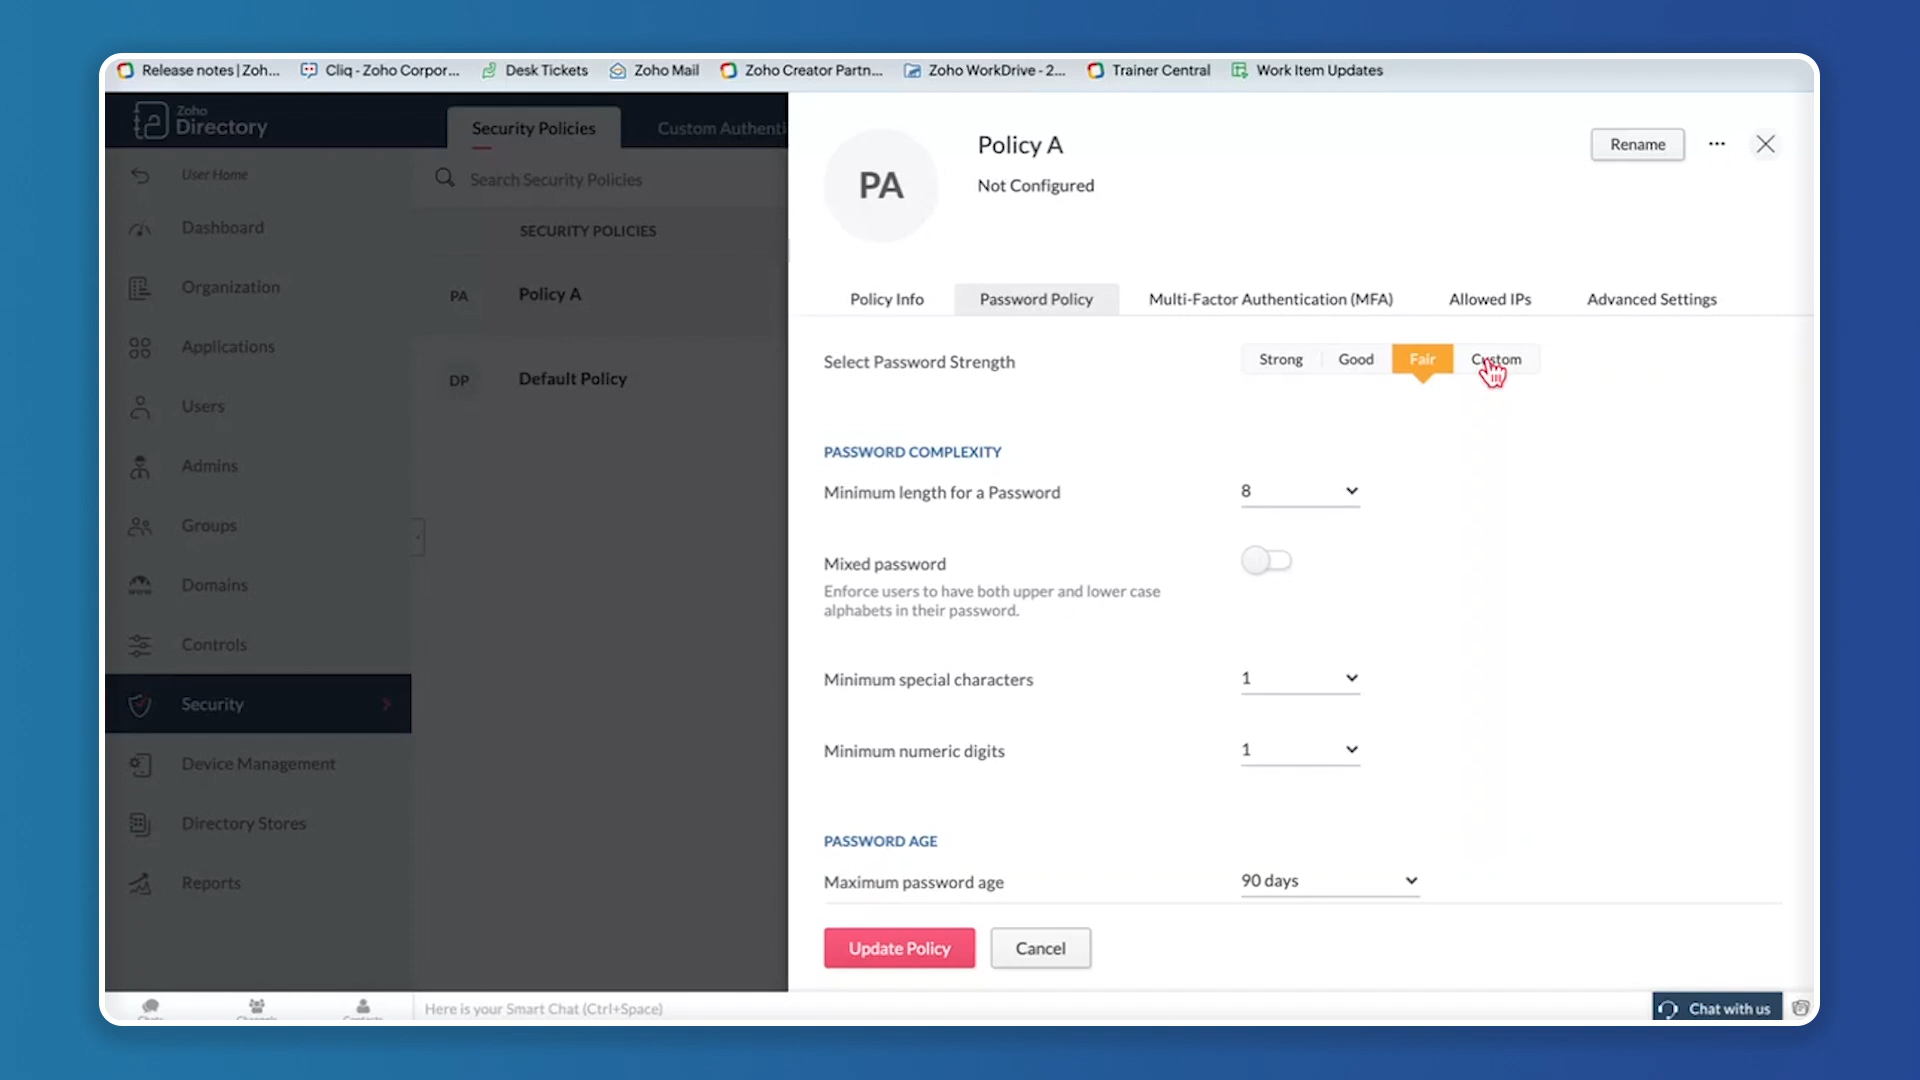 Release notes | Zoh...
Cliq - Zoho Corpor...
Desk Tickets
Zoho Mail
Zoho Creator Partn...
Zoho WorkDrive - 2...
Trainer Central
Work Item Updates
Zoho
Directory
Security Policies
Custom Authenti
User Home
Search Security Policies
Dashboard
SECURITY POLICIES
Organization
PA
Policy A
Applications
DP
Default Policy
Users
Admins
Groups
Domains
Controls
Security
Device Management
Directory Stores
Reports
PA
Policy A
Not Configured
Rename
Policy Info
Password Policy
Multi-Factor Authentication (MFA)
Allowed IPs
Advanced Settings
Select Password Strength
Strong
Good
Fair
Custom
PASSWORD COMPLEXITY
Minimum length for a Password
8
Mixed password
Enforce users to have both upper and lower case
alphabets in their password.
Minimum special characters
1
Minimum numeric digits
1
PASSWORD AGE
Maximum password age
90 days
Update Policy
Cancel
Here is your Smart Chat (Ctrl+Space)
Chat with us